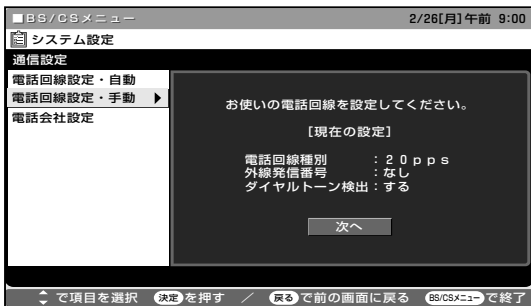 ■BS/CSメニュー 2/26[月]午前 9:00
システム設定
通信設定
電話回線設定・自動
電話回線設定・手動 ▶
電話会社設定
お使いの電話回線を設定してください。
[現在の設定]
電話回線種別 :20pps
外線発信番号 :なし
ダイヤルトーン検出:する
次へ
で項目を選択 決定を押す / 戻るで前の画面に戻る BS/CSメニューで終了